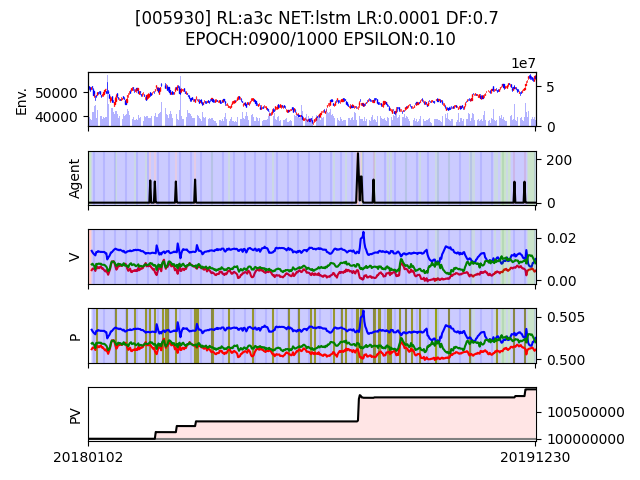 [005930] RL:a3c NET:lstm LR:0.0001 DF:0.7
EPOCH:0900/1000 EPSILON:0.10
1e7
Env.
50000
40000
5
0
Agent
200
0
V
0.02
0.00
P
0.505
0.500
PV
100500000
100000000
20180102
20191230